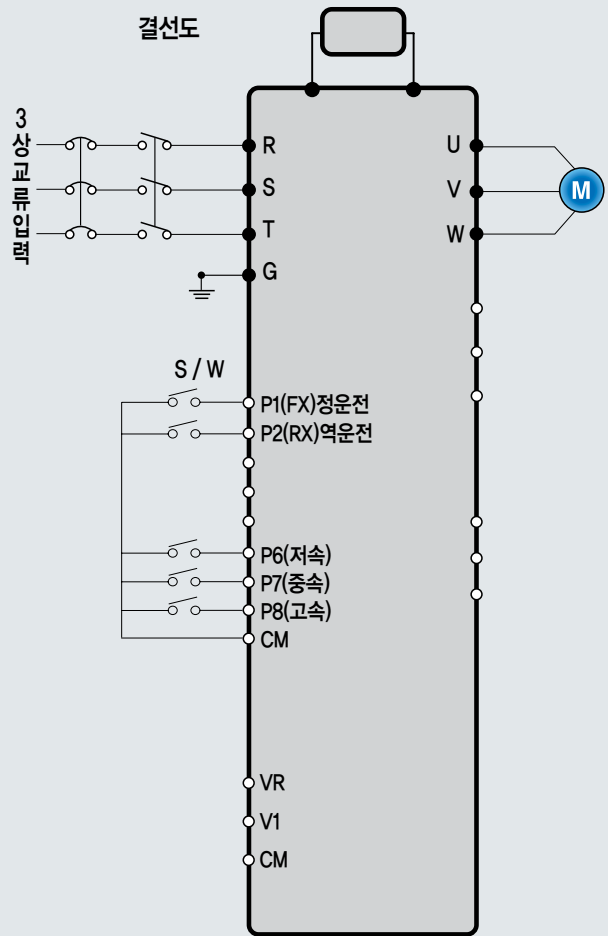 결선도
3상교류입력
R
S
T
G
U
V
W
M
S / W
P1(FX)정운전
P2(RX)역운전
P6(저속)
P7(중속)
P8(고속)
CM
VR
V1
CM